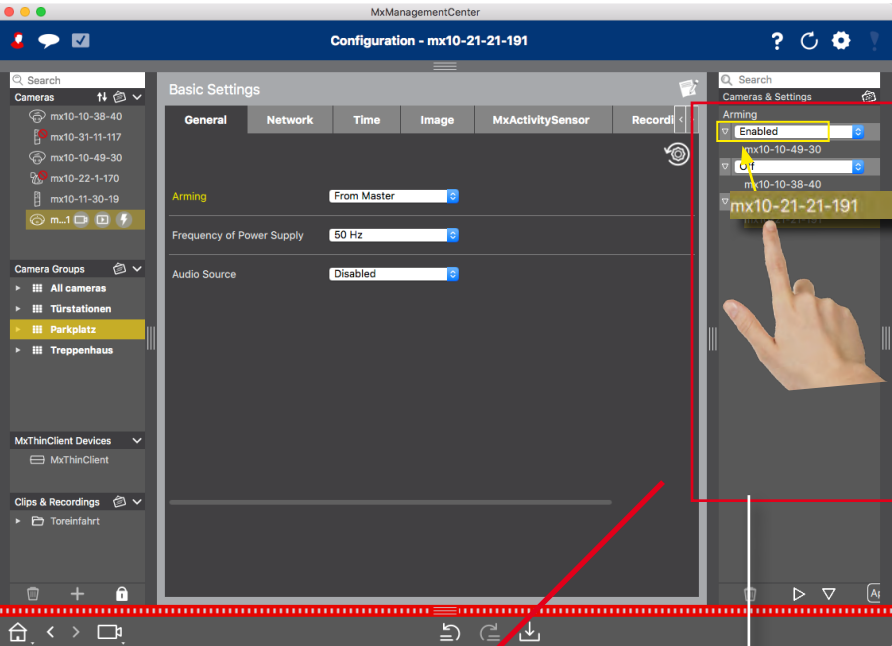 MxManagementCenter
Configuration - mx10-21-21-191
?
Search
Cameras
mx10-10-38-40
mx10-31-11-117
mx10-10-49-30
mx10-22-1-170
mx10-11-30-19
m...1
Camera Groups
All cameras
Türstationen
Parkplatz
Treppenhaus
MxThinClient Devices
MxThinClient
Clips & Recordings
Toreinfahrt
Basic Settings
General Network Time Image MxActivitySensor Recordi
Arming From Master
Frequency of Power Supply 50 Hz
Audio Source Disabled
Search
Cameras & Settings
Arming
Enabled
mx10-10-49-30
Off
mx10-10-38-40
mx10-21-21-191
Ap